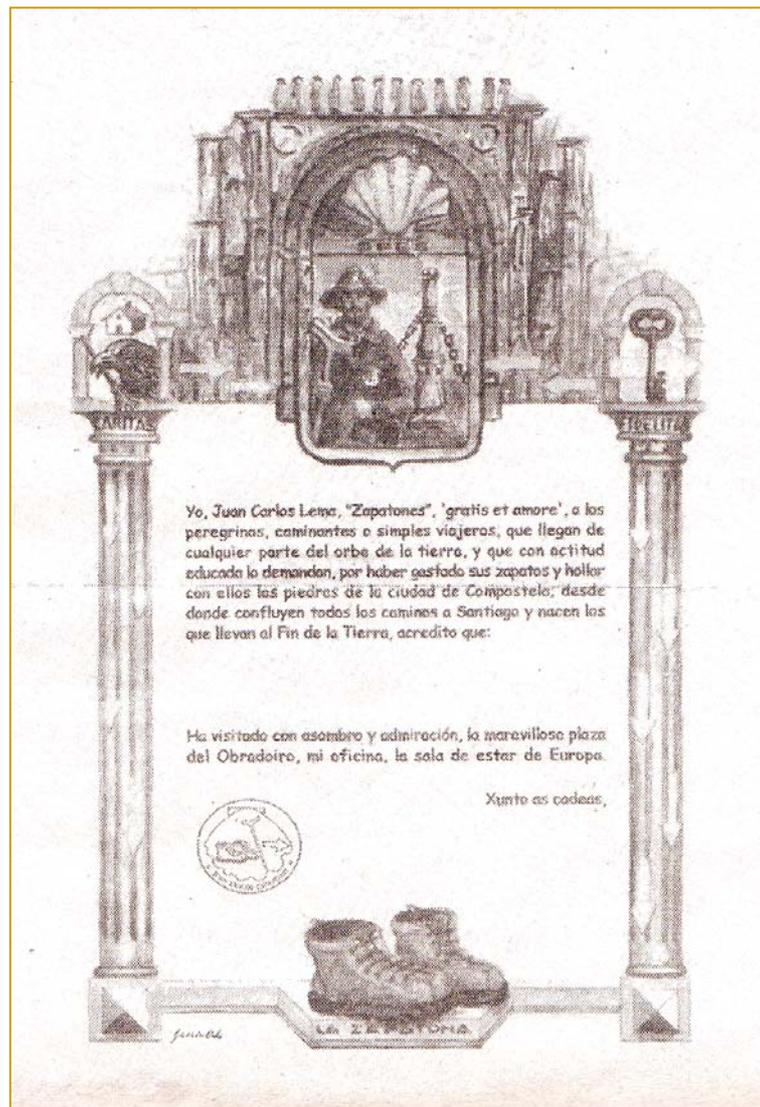 CARITAS
FIDELITAS
Yo, Juan Carlos Lema, "Zapatones", 'gratis et amore', a los
peregrinos, caminantes o simples viajeros, que llegan de
cualquier parte del orbe de la tierra, y que con actitud
educada lo demandan, por haber gastado sus zapatos y hollar
con ellos las piedras de la ciudad de Compostela, desde
donde confluyen todos los caminos a Santiago y nacen los
que llevan al Fin de la Tierra, acredito que:
Ha visitado con asombro y admiración, la maravillosa plaza
del Obradoiro, mi oficina, la sala de estar de Europa.
Xunto as cadeas,
LA ZAPATONA